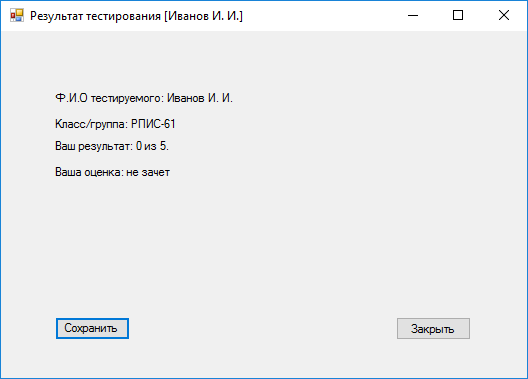 Результат тестирования [Иванов И. И.]
Ф.И.О тестируемого: Иванов И. И.
Класс/группа: РПИС-61
Ваш результат: 0 из 5.
Ваша оценка: не зачет
Сохранить
Закрыть